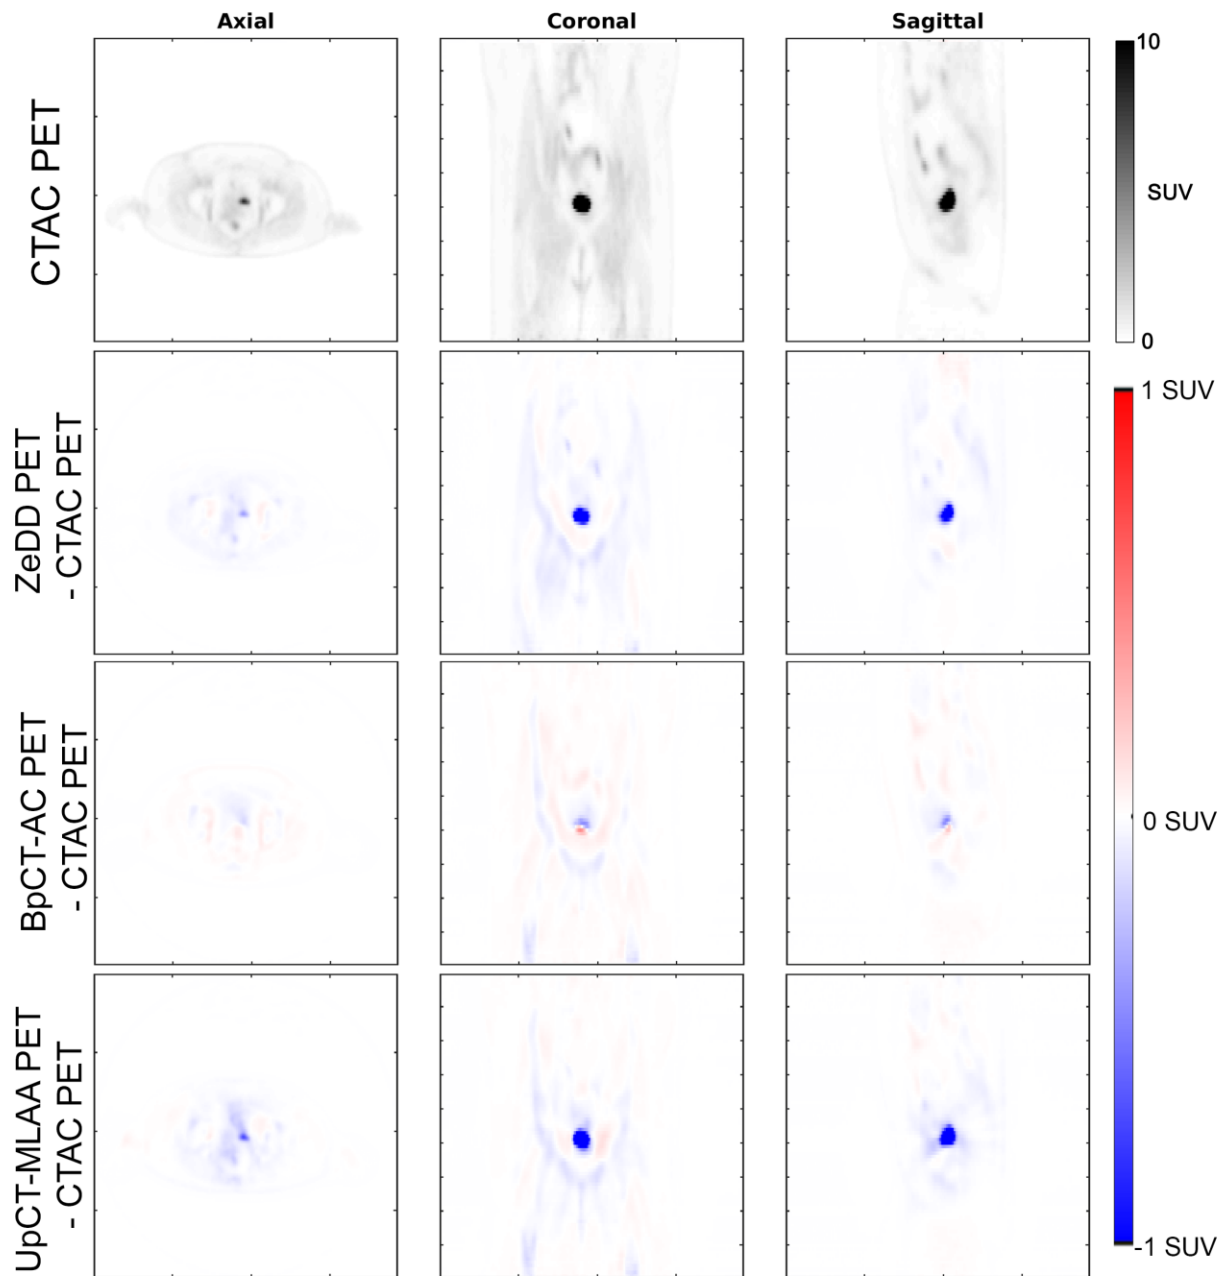 Axial
Coronal
Sagittal
CTAC PET
10
SUV
0
ZeDD PET
- CTAC PET
1 SUV
BpCT-AC PET
- CTAC PET
0 SUV
UpCT-MLAA PET
- CTAC PET
-1 SUV